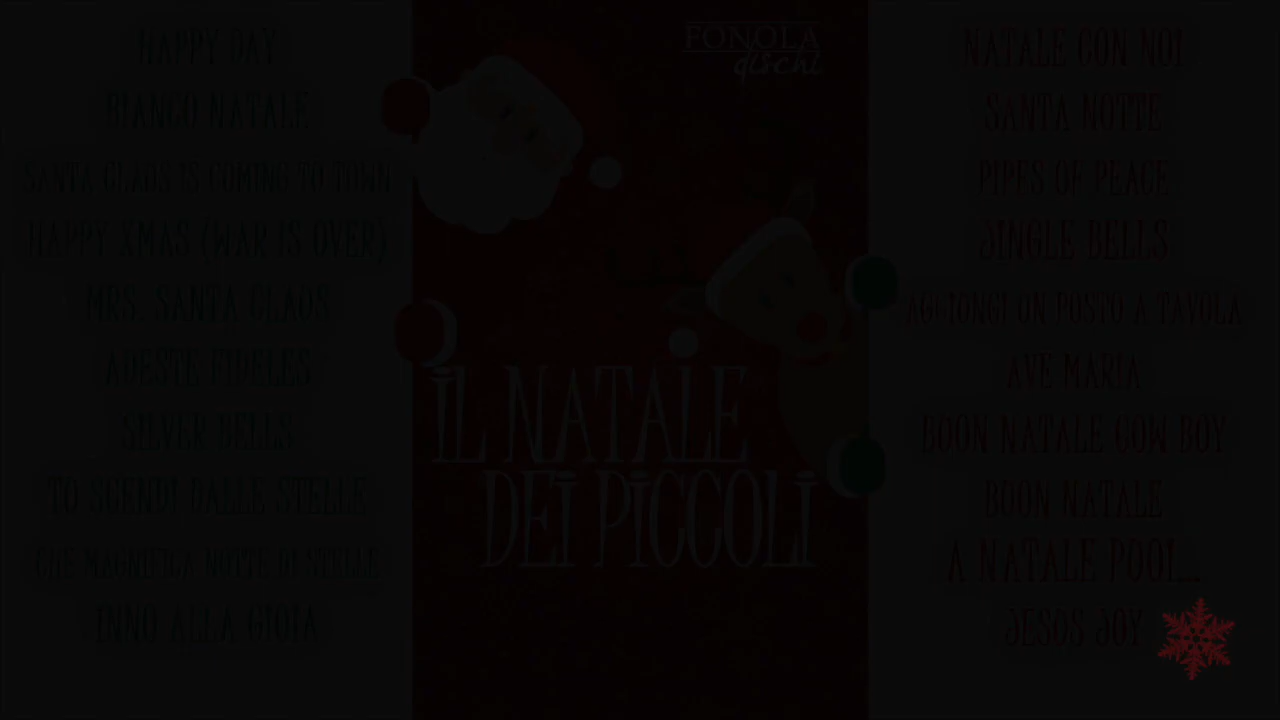 HAPPY DAY
BIANCO NATALE
SANTA CLAUS IS COMING TO TOWN
HAPPY XMAS (WAR IS OVER)
MRS. SANTA CLAUS
ADESTE FIDELES
SILVER BELLS
TU SCENDI DALLE STELLE
CHE MAGNIFICA NOTTE DI STELLE
INNO ALLA GIOIA
FONOLA
dischi
IL NATALE
DEI PICCOLI
NATALE CON NOI
SANTA NOTTE
PIPES OF PEACE
JINGLE BELLS
AGGIUNGI UN POSTO A TAVOLA
AVE MARIA
BUON NATALE COW BOY
BUON NATALE
A NATALE PUOI...
JESUS JOY